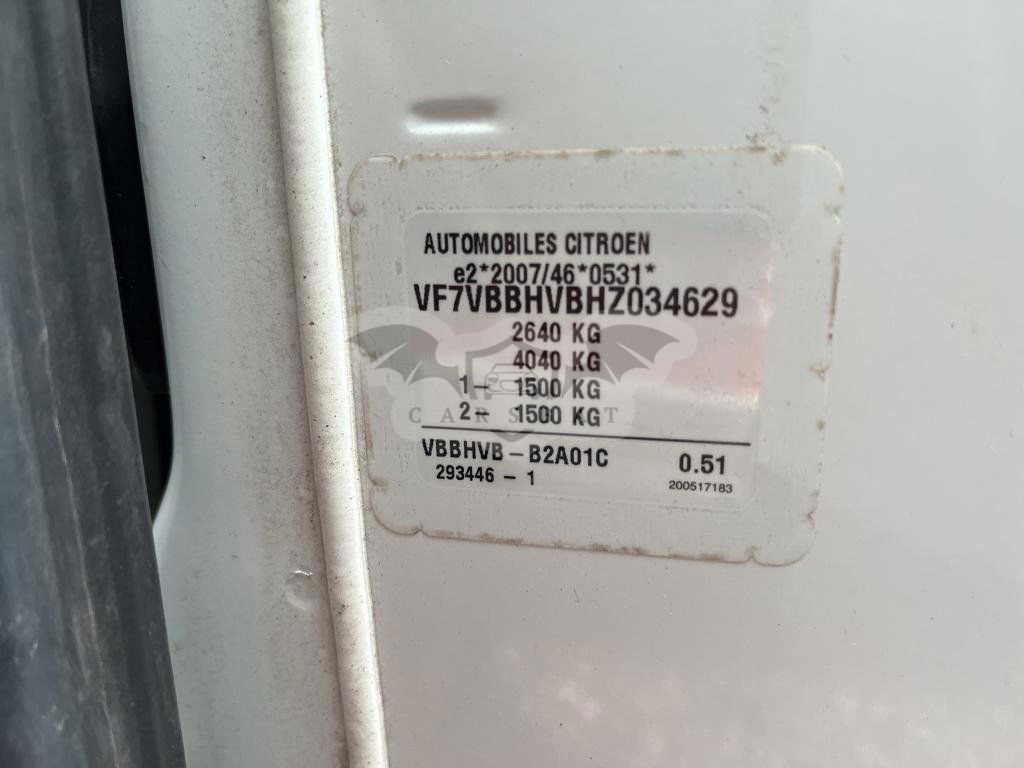 AUTOMOBILES CITROEN
e2*2007/46*0531*
VF7VBBHVBHZ034629
2640 KG
4040 KG
1- 1500 KG
2- 1500 KG
VBBHVB-B2A01C 0.51
293446-1 200517183